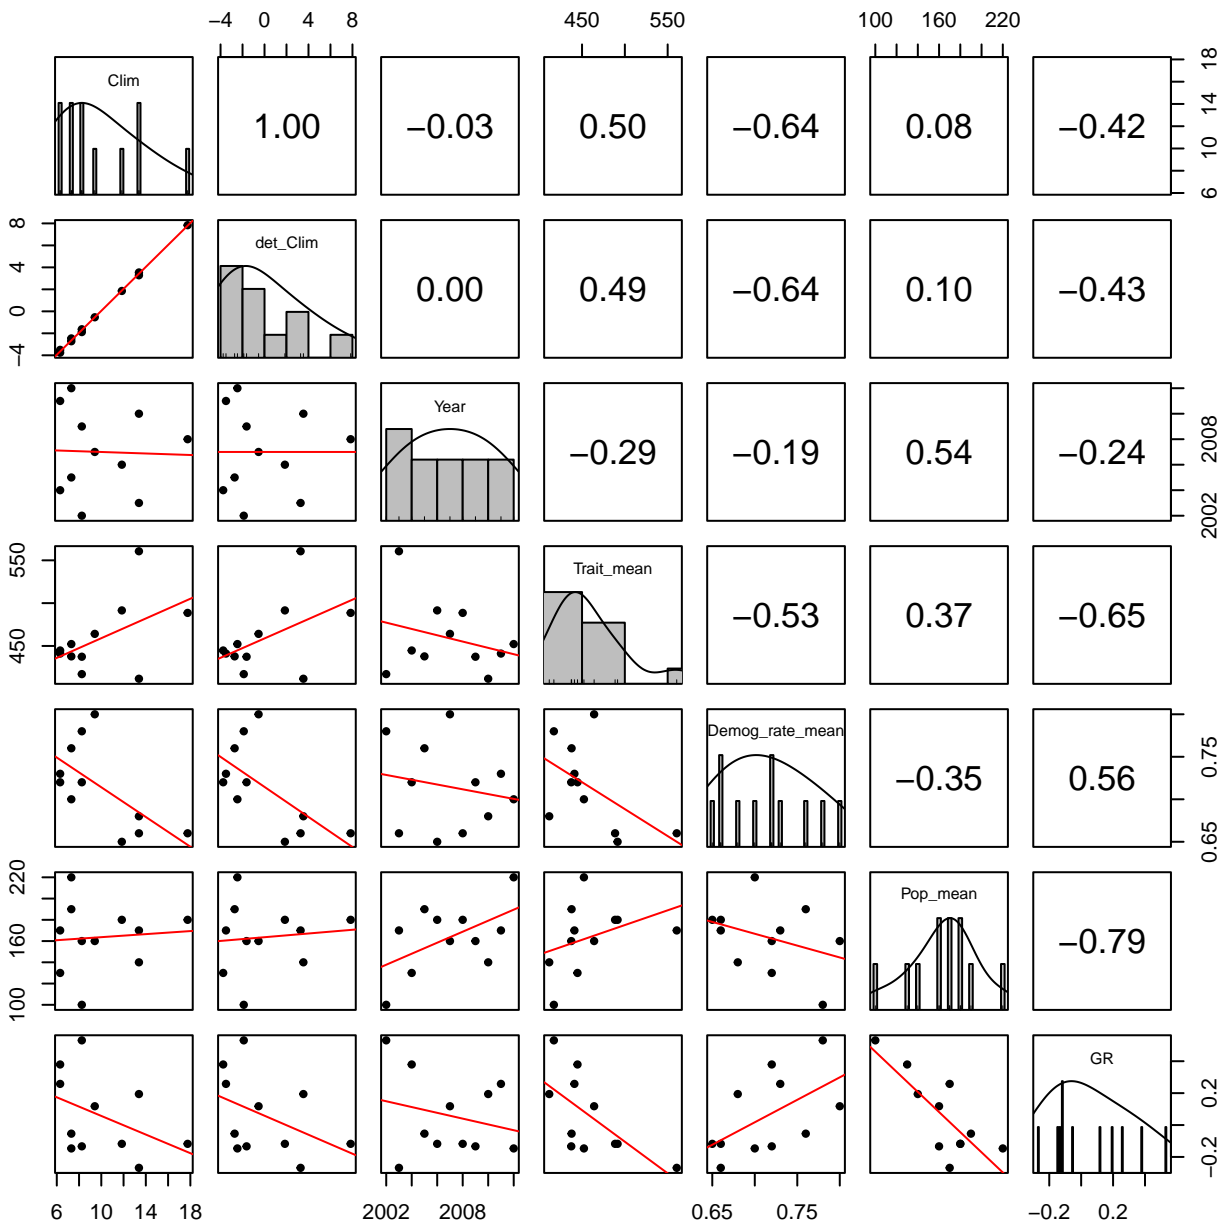 −4 0 4 8 450 550 100 160 220
Clim 1.00 −0.03 0.50 −0.64 0.08 −0.42
6 10 14 18
−4 0 4 8
det_Clim 0.00 0.49 −0.64 0.10 −0.43
Year −0.29 −0.19 0.54 −0.24
2002 2008
450 550
Trait_mean −0.53 0.37 −0.65
Demog_rate_mean −0.35 0.56
0.65 0.75
100 160 220
Pop_mean −0.79
GR
−0.2 0.2
6 10 14 18 2002 2008 0.65 0.75 −0.2 0.2